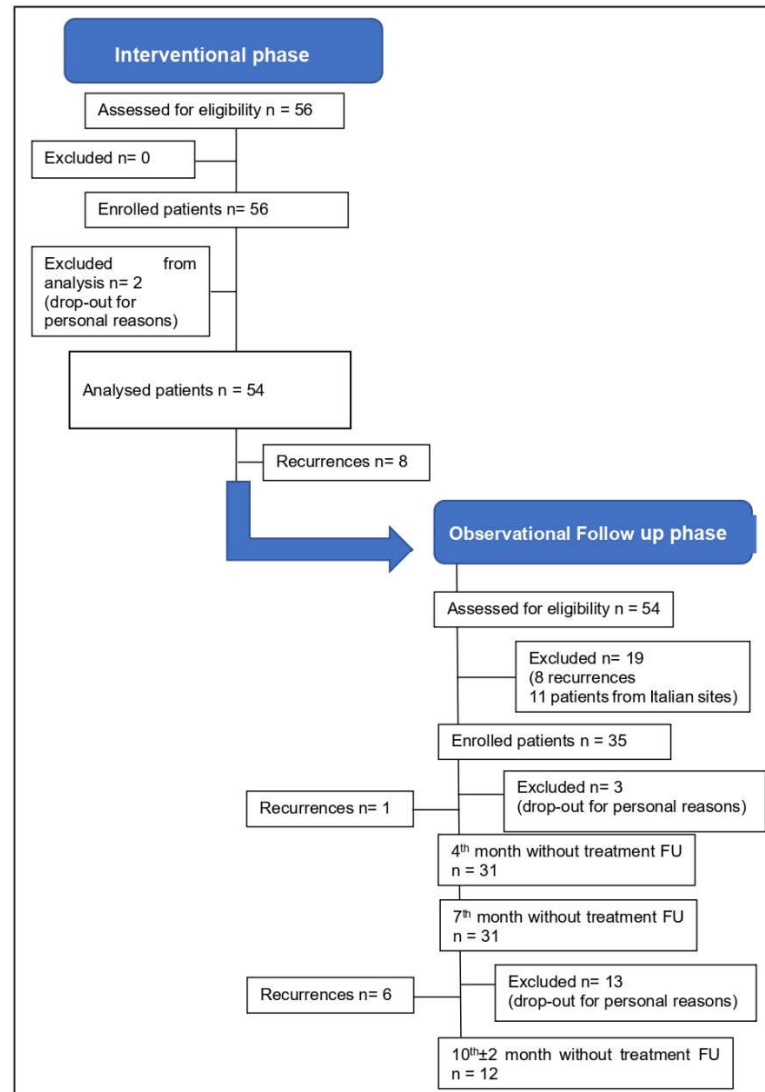 Interventional phase
Assessed for eligibility n = 56
Excluded n= 0
Enrolled patients n= 56
Excluded from
analysis n= 2
(drop-out for
personal reasons)
Analysed patients n = 54
Recurrences n= 8
Observational Follow up phase
Assessed for eligibility n = 54
Excluded n= 19
(8 recurrences
11 patients from Italian sites)
Enrolled patients n = 35
Excluded n= 3
(drop-out for personal reasons)
Recurrences n= 1
4th month without treatment FU
n = 31
7th month without treatment FU
n = 31
Excluded n= 13
(drop-out for personal reasons)
Recurrences n= 6
10th±2 month without treatment FU
n = 12